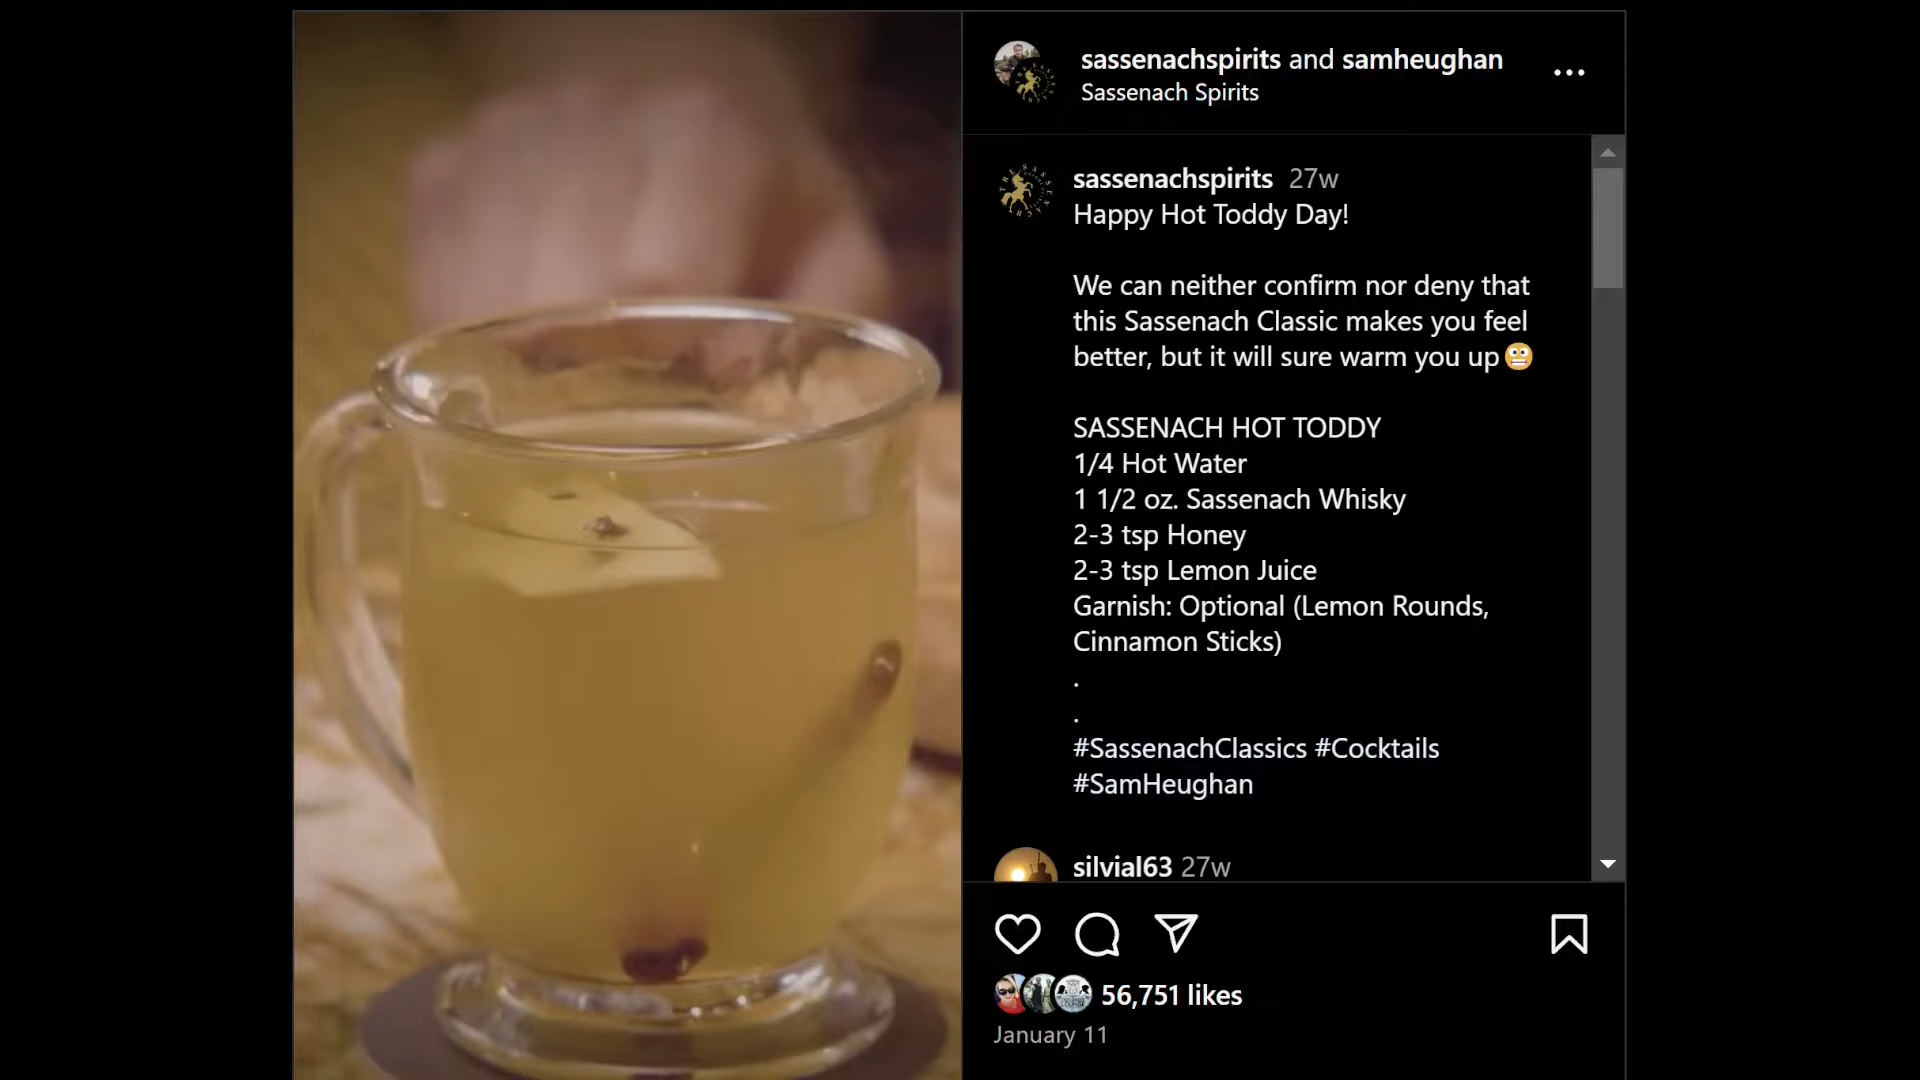 sassenachspirits and samheughan
Sassenach Spirits
sassenachspirits 27w
Happy Hot Toddy Day!
We can neither confirm nor deny that
this Sassenach Classic makes you feel
better, but it will sure warm you up😬
SASSENACH HOT TODDY
1/4 Hot Water
1 1/2 oz. Sassenach Whisky
2-3 tsp Honey
2-3 tsp Lemon Juice
Garnish: Optional (Lemon Rounds,
Cinnamon Sticks)
.
.
#SassenachClassics #Cocktails
#SamHeughan
silvial63 27w
56,751 likes
January 11